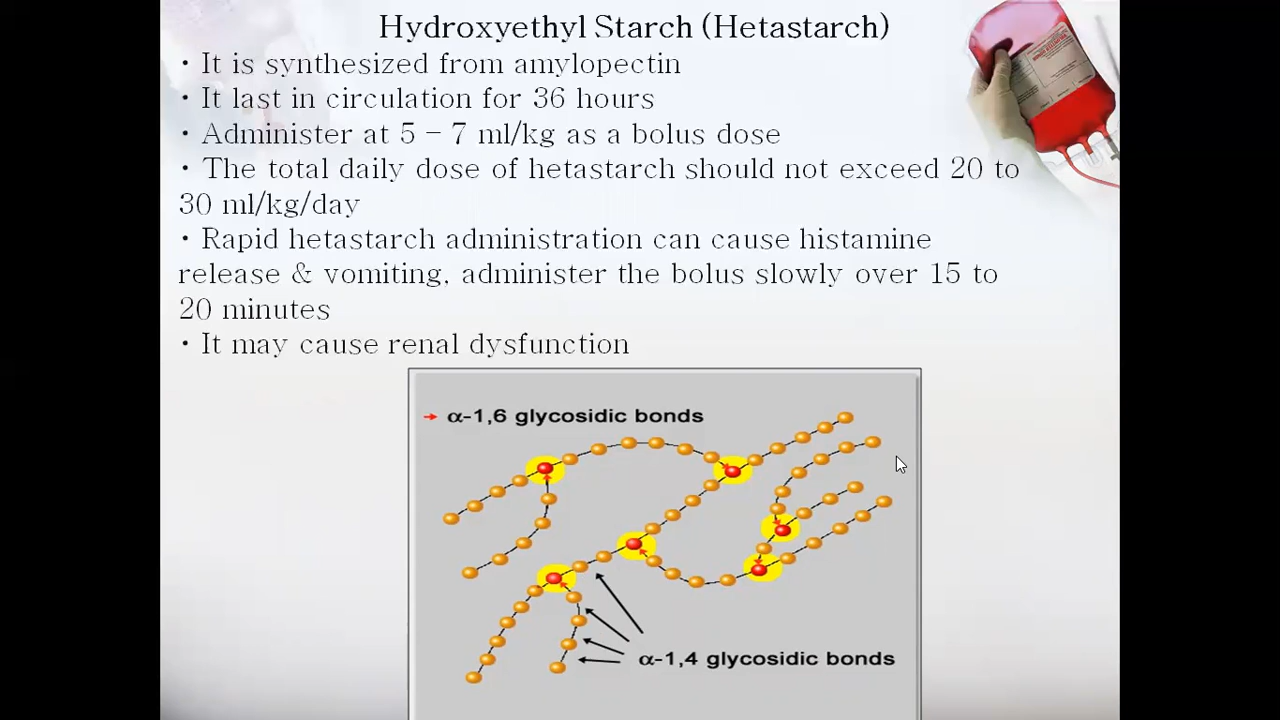 Hydroxyethyl Starch (Hetastarch)
· It is synthesized from amylopectin
· It last in circulation for 36 hours
· Administer at 5 – 7 ml/kg as a bolus dose
· The total daily dose of hetastarch should not exceed 20 to
30 ml/kg/day
· Rapid hetastarch administration can cause histamine
release & vomiting, administer the bolus slowly over 15 to
20 minutes
· It may cause renal dysfunction
α-1,6 glycosidic bonds
α-1,4 glycosidic bonds